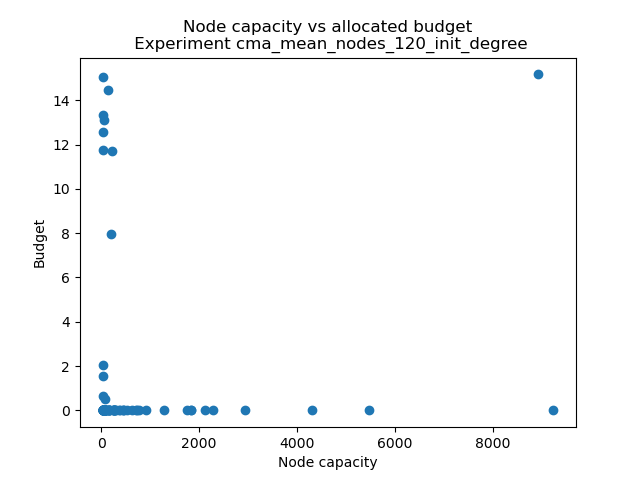 Node capacity vs allocated budget
Experiment cma_mean_nodes_120_init_degree
14
12
10
8
6
4
2
0
Budget
0 2000 4000 6000 8000
Node capacity